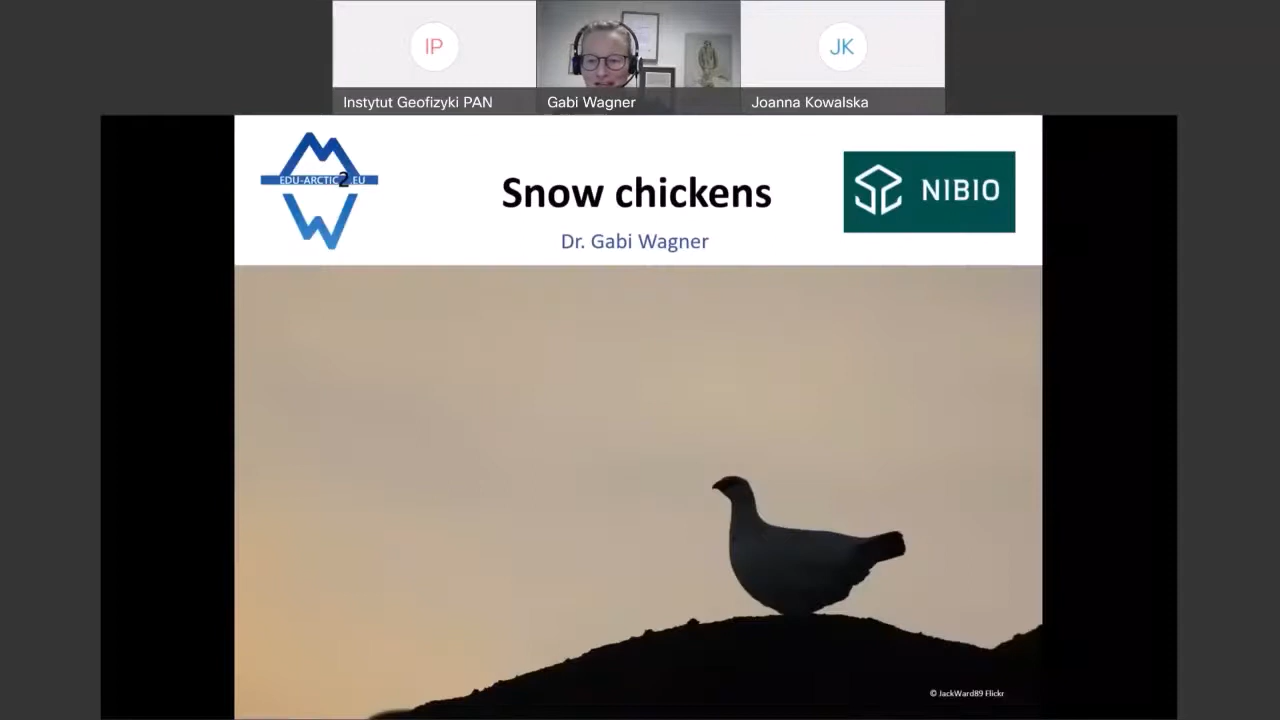 IP
JK
Instytut Geofizyki PAN
Gabi Wagner
Joanna Kowalska
EDU-ARCTIC2.EU
Snow chickens
NIBIO
Dr. Gabi Wagner
© JackWard89 Flickr